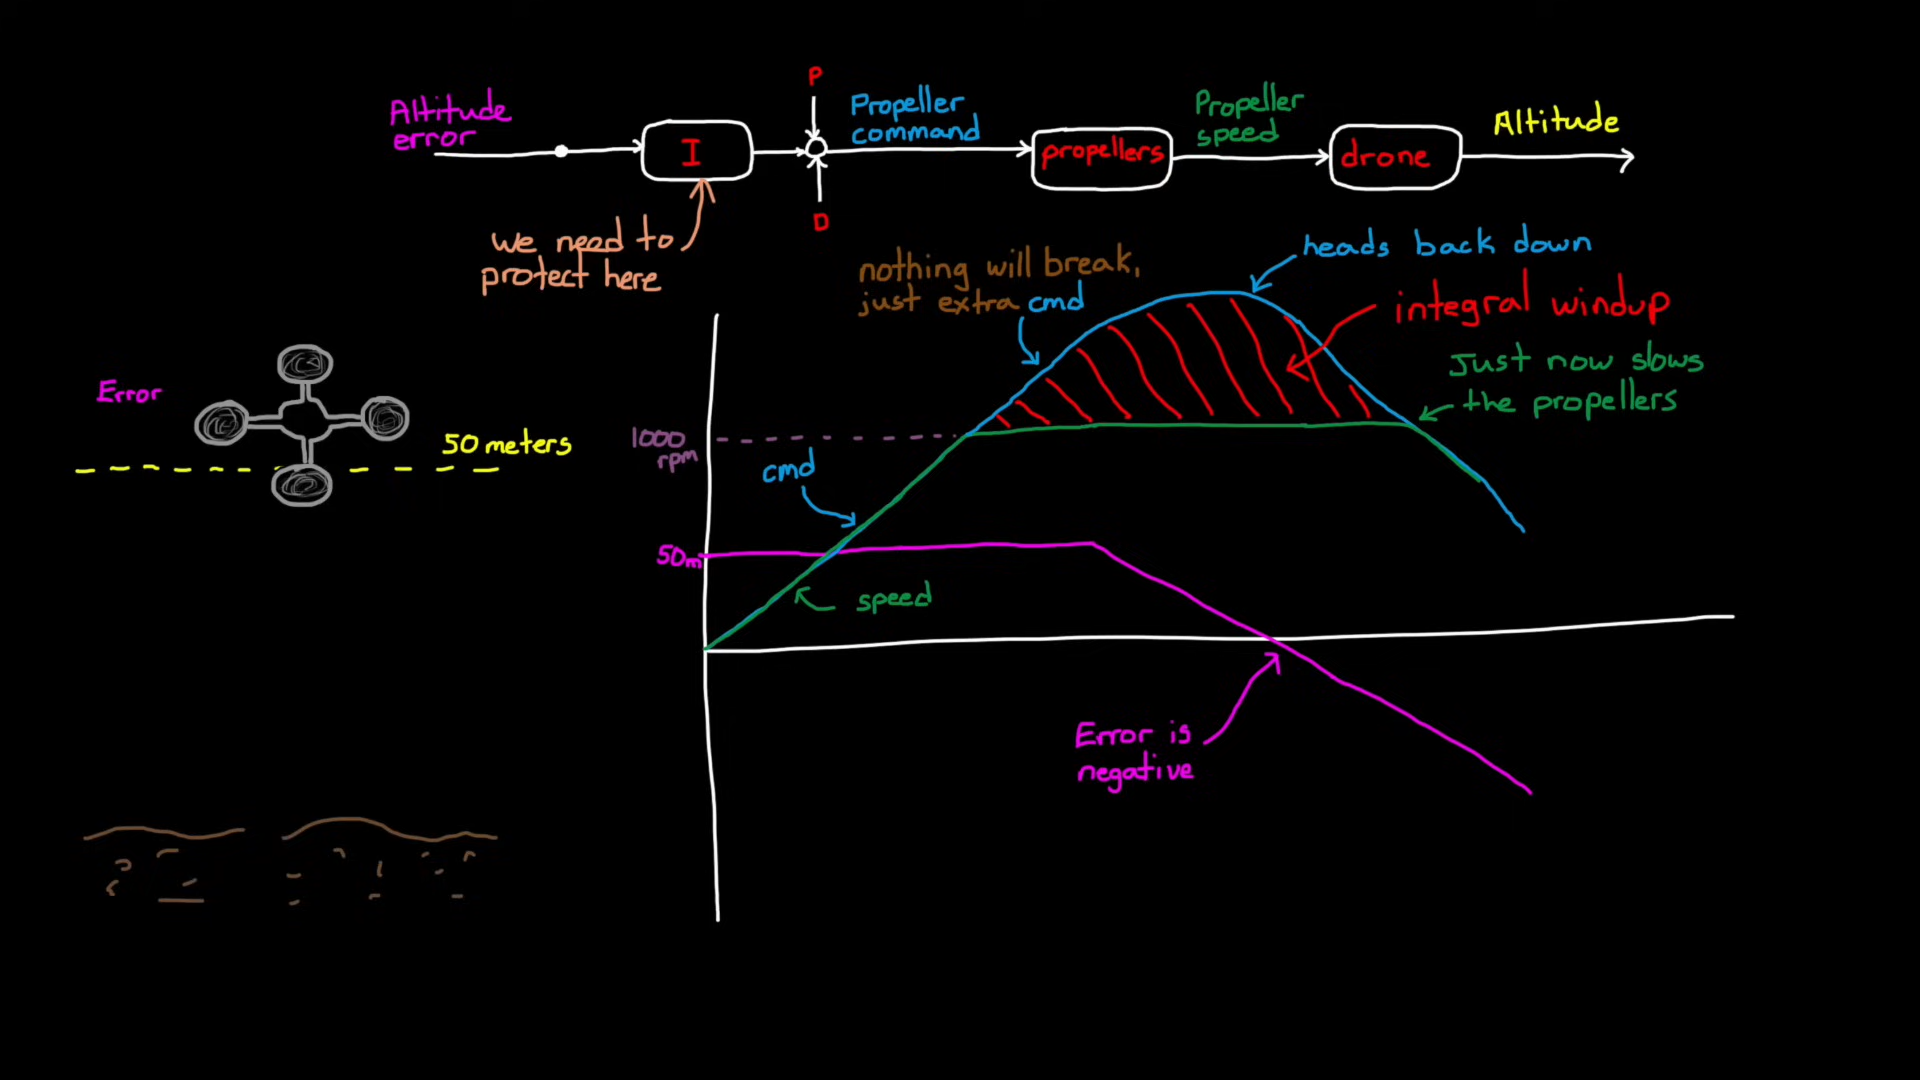 P
Altitude
error
I
Propeller
command
propellers
Propeller
speed
drone
Altitude
D
we need to
protect here
nothing will break,
just extra cmd
heads back down
integral windup
Just now slows
the propellers
Error
50 meters
1000
rpm
cmd
50m
speed
Error is
negative